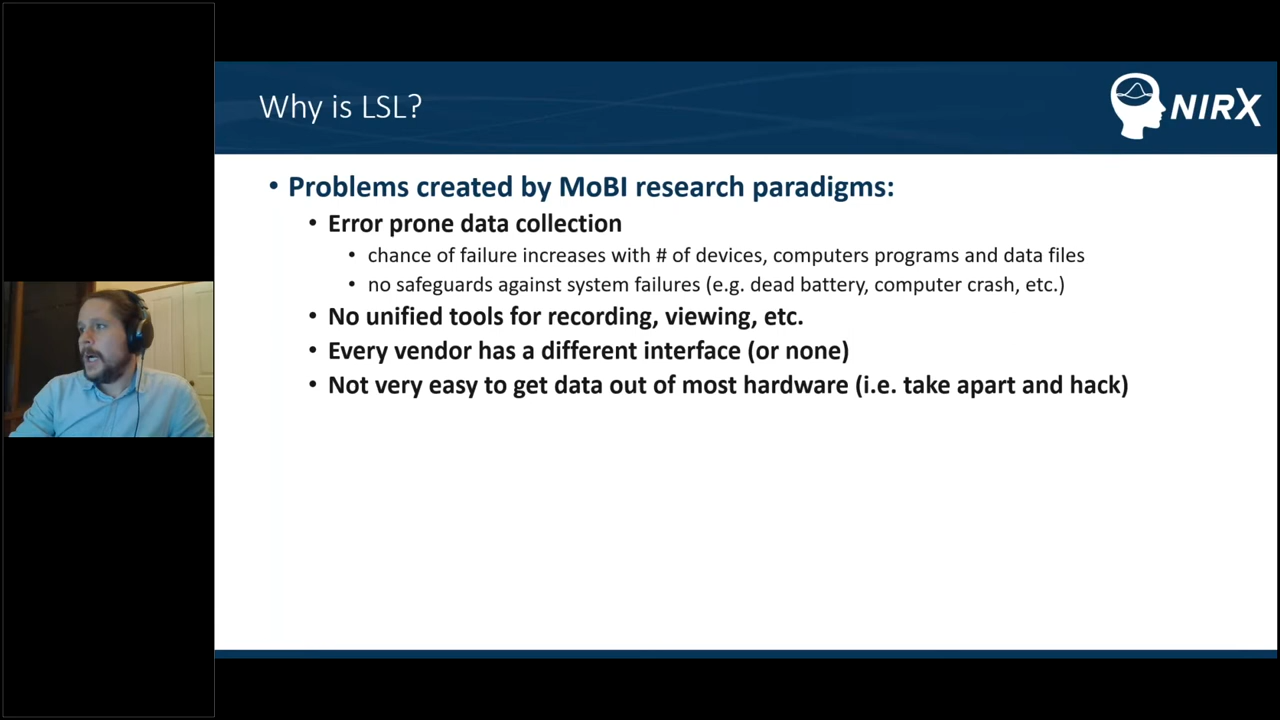 Why is LSL?
NIRX
Problems created by MoBI research paradigms:
Error prone data collection
chance of failure increases with # of devices, computers programs and data files
no safeguards against system failures (e.g. dead battery, computer crash, etc.)
No unified tools for recording, viewing, etc.
Every vendor has a different interface (or none)
Not very easy to get data out of most hardware (i.e. take apart and hack)